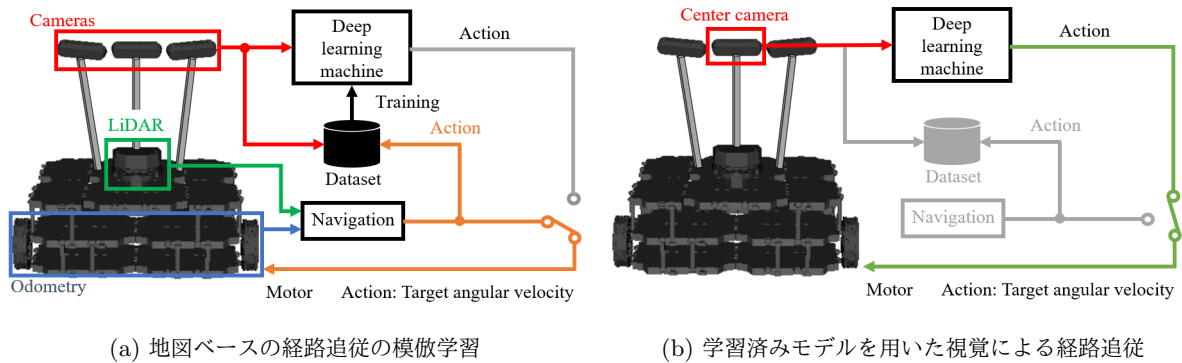 Cameras
Deep
learning
machine
Action
Training
LiDAR
Action
Dataset
Navigation
Odometry
Motor
Action: Target angular velocity
(a) 地図ベースの経路追従の模倣学習
Center camera
Deep
learning
machine
Action
Action
Dataset
Navigation
Motor
Action: Target angular velocity
(b) 学習済みモデルを用いた視覚による経路追従